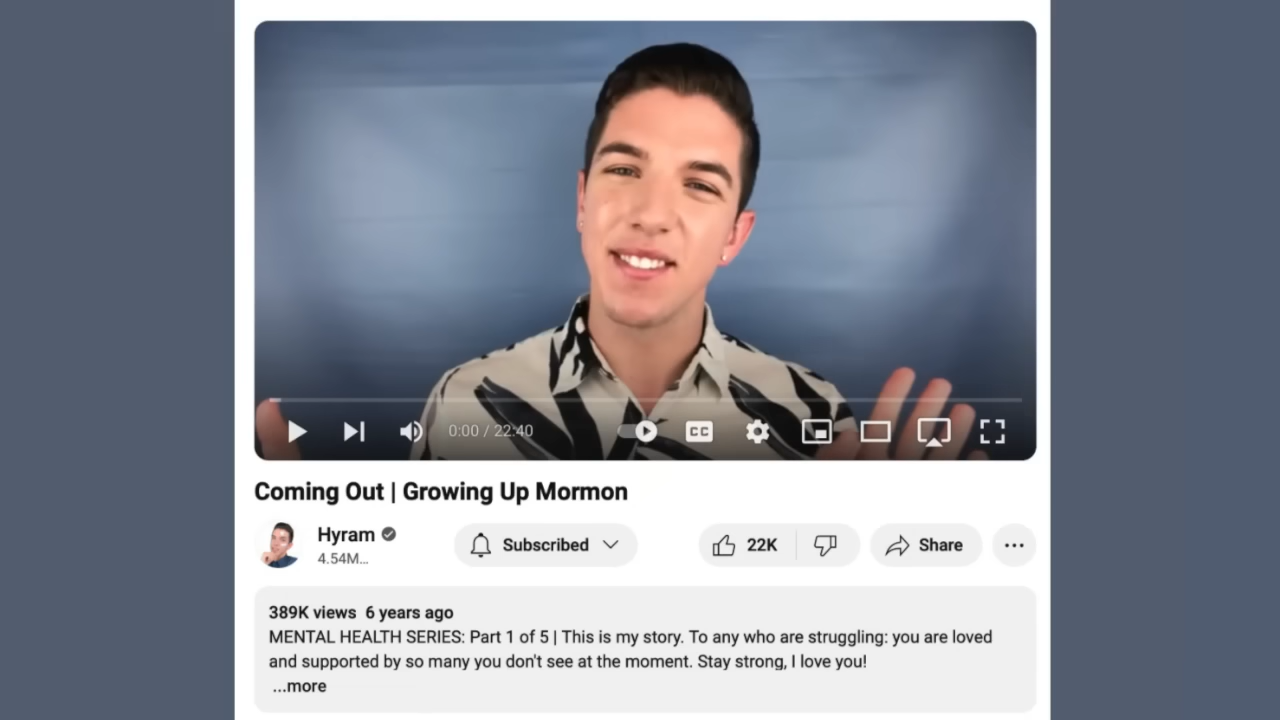 0:00 / 22:40
CC
Coming Out | Growing Up Mormon
Hyram
4.54M...
Subscribed
22K
Share
389K views 6 years ago
MENTAL HEALTH SERIES: Part 1 of 5 | This is my story. To any who are struggling: you are loved
and supported by so many you don't see at the moment. Stay strong, I love you!
...more